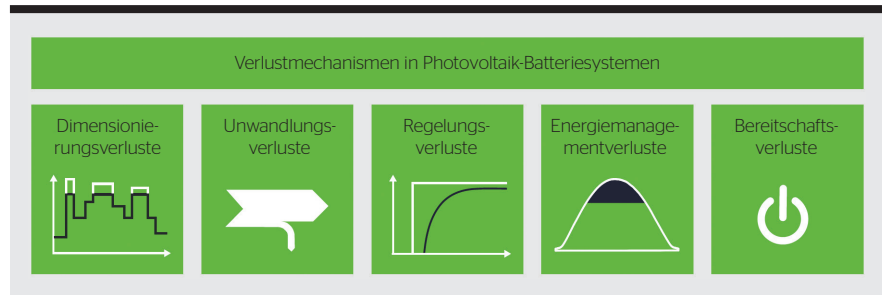 Verlustmechanismen in Photovoltaik-Batteriesystemen
Dimensionie-
rungsverluste
Unwandlungs-
verluste
Regelungs-
verluste
Energiemanage-
mentverluste
Bereitschafts-
verluste